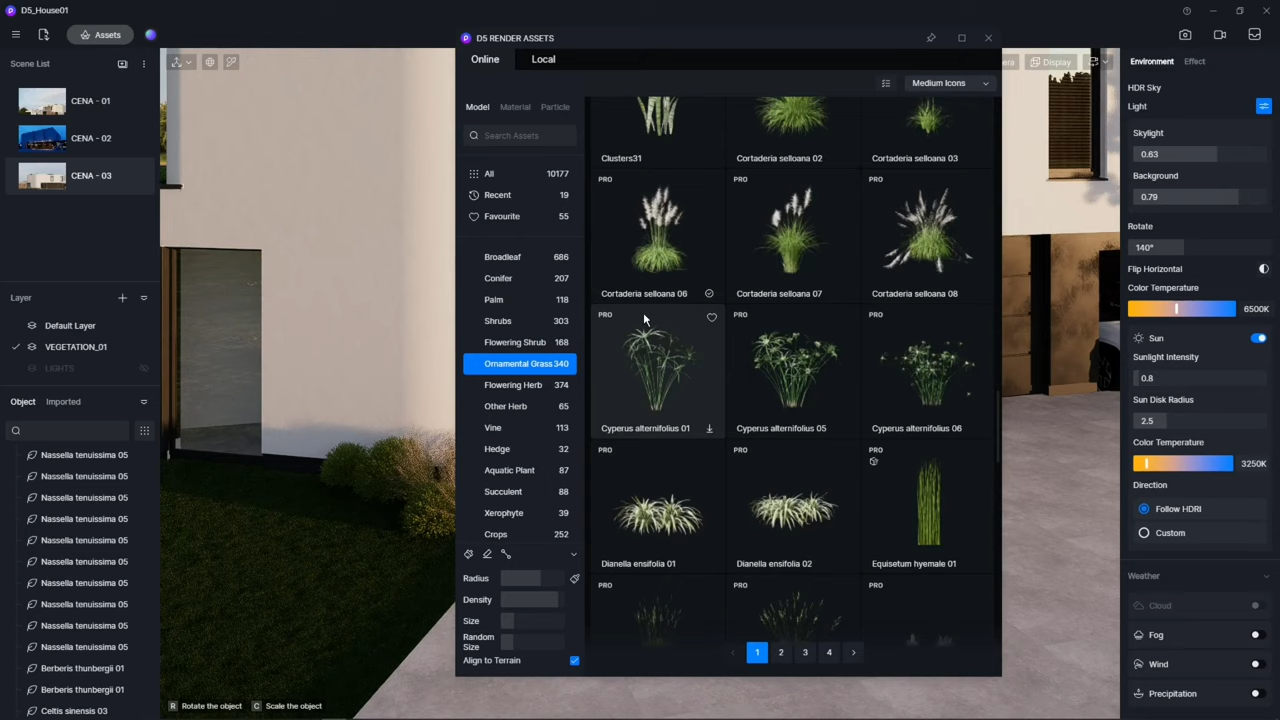 D5_House01
Assets
Scene List
CENA - 01
CENA - 02
CENA - 03
Layer
Default Layer
VEGETATION_01
LIGHTS
Object
Imported
Nassella tenuissima 05
Nassella tenuissima 05
Nassella tenuissima 05
Nassella tenuissima 05
Nassella tenuissima 05
Nassella tenuissima 05
Nassella tenuissima 05
Nassella tenuissima 05
Nassella tenuissima 05
Nassella tenuissima 05
Berberis thunbergii 01
Berberis thunbergii 01
Celtis sinensis 03
R Rotate the object
C Scale the object
D5 RENDER ASSETS
Online
Local
Medium Icons
Model
Material
Particle
Search Assets
All 10177
Recent 19
Favourite 55
Broadleaf 686
Conifer 207
Palm 118
Shrubs 303
Flowering Shrub 168
Ornamental Grass 340
Flowering Herb 374
Other Herb 65
Vine 113
Hedge 32
Aquatic Plant 87
Succulent 88
Xerophyte 39
Crops 252
Radius
Density
Size
Random Size
Align to Terrain
Clusters31
Cortaderia selloana 02
Cortaderia selloana 03
PRO
PRO
PRO
Cortaderia selloana 06
Cortaderia selloana 07
Cortaderia selloana 08
PRO
PRO
PRO
Cyperus alternifolius 01
Cyperus alternifolius 05
Cyperus alternifolius 06
PRO
PRO
PRO
Dianella ensifolia 01
Dianella ensifolia 02
Equisetum hyemale 01
PRO
PRO
PRO
1 2 3 4
era
Display
Environment
Effect
HDR Sky
Light
Skylight
0.63
Background
0.79
Rotate
140°
Flip Horizontal
Color Temperature
6500K
Sun
Sunlight Intensity
0.8
Sun Disk Radius
2.5
Color Temperature
3250K
Direction
Follow HDRI
Custom
Weather
Cloud
Fog
Wind
Precipitation